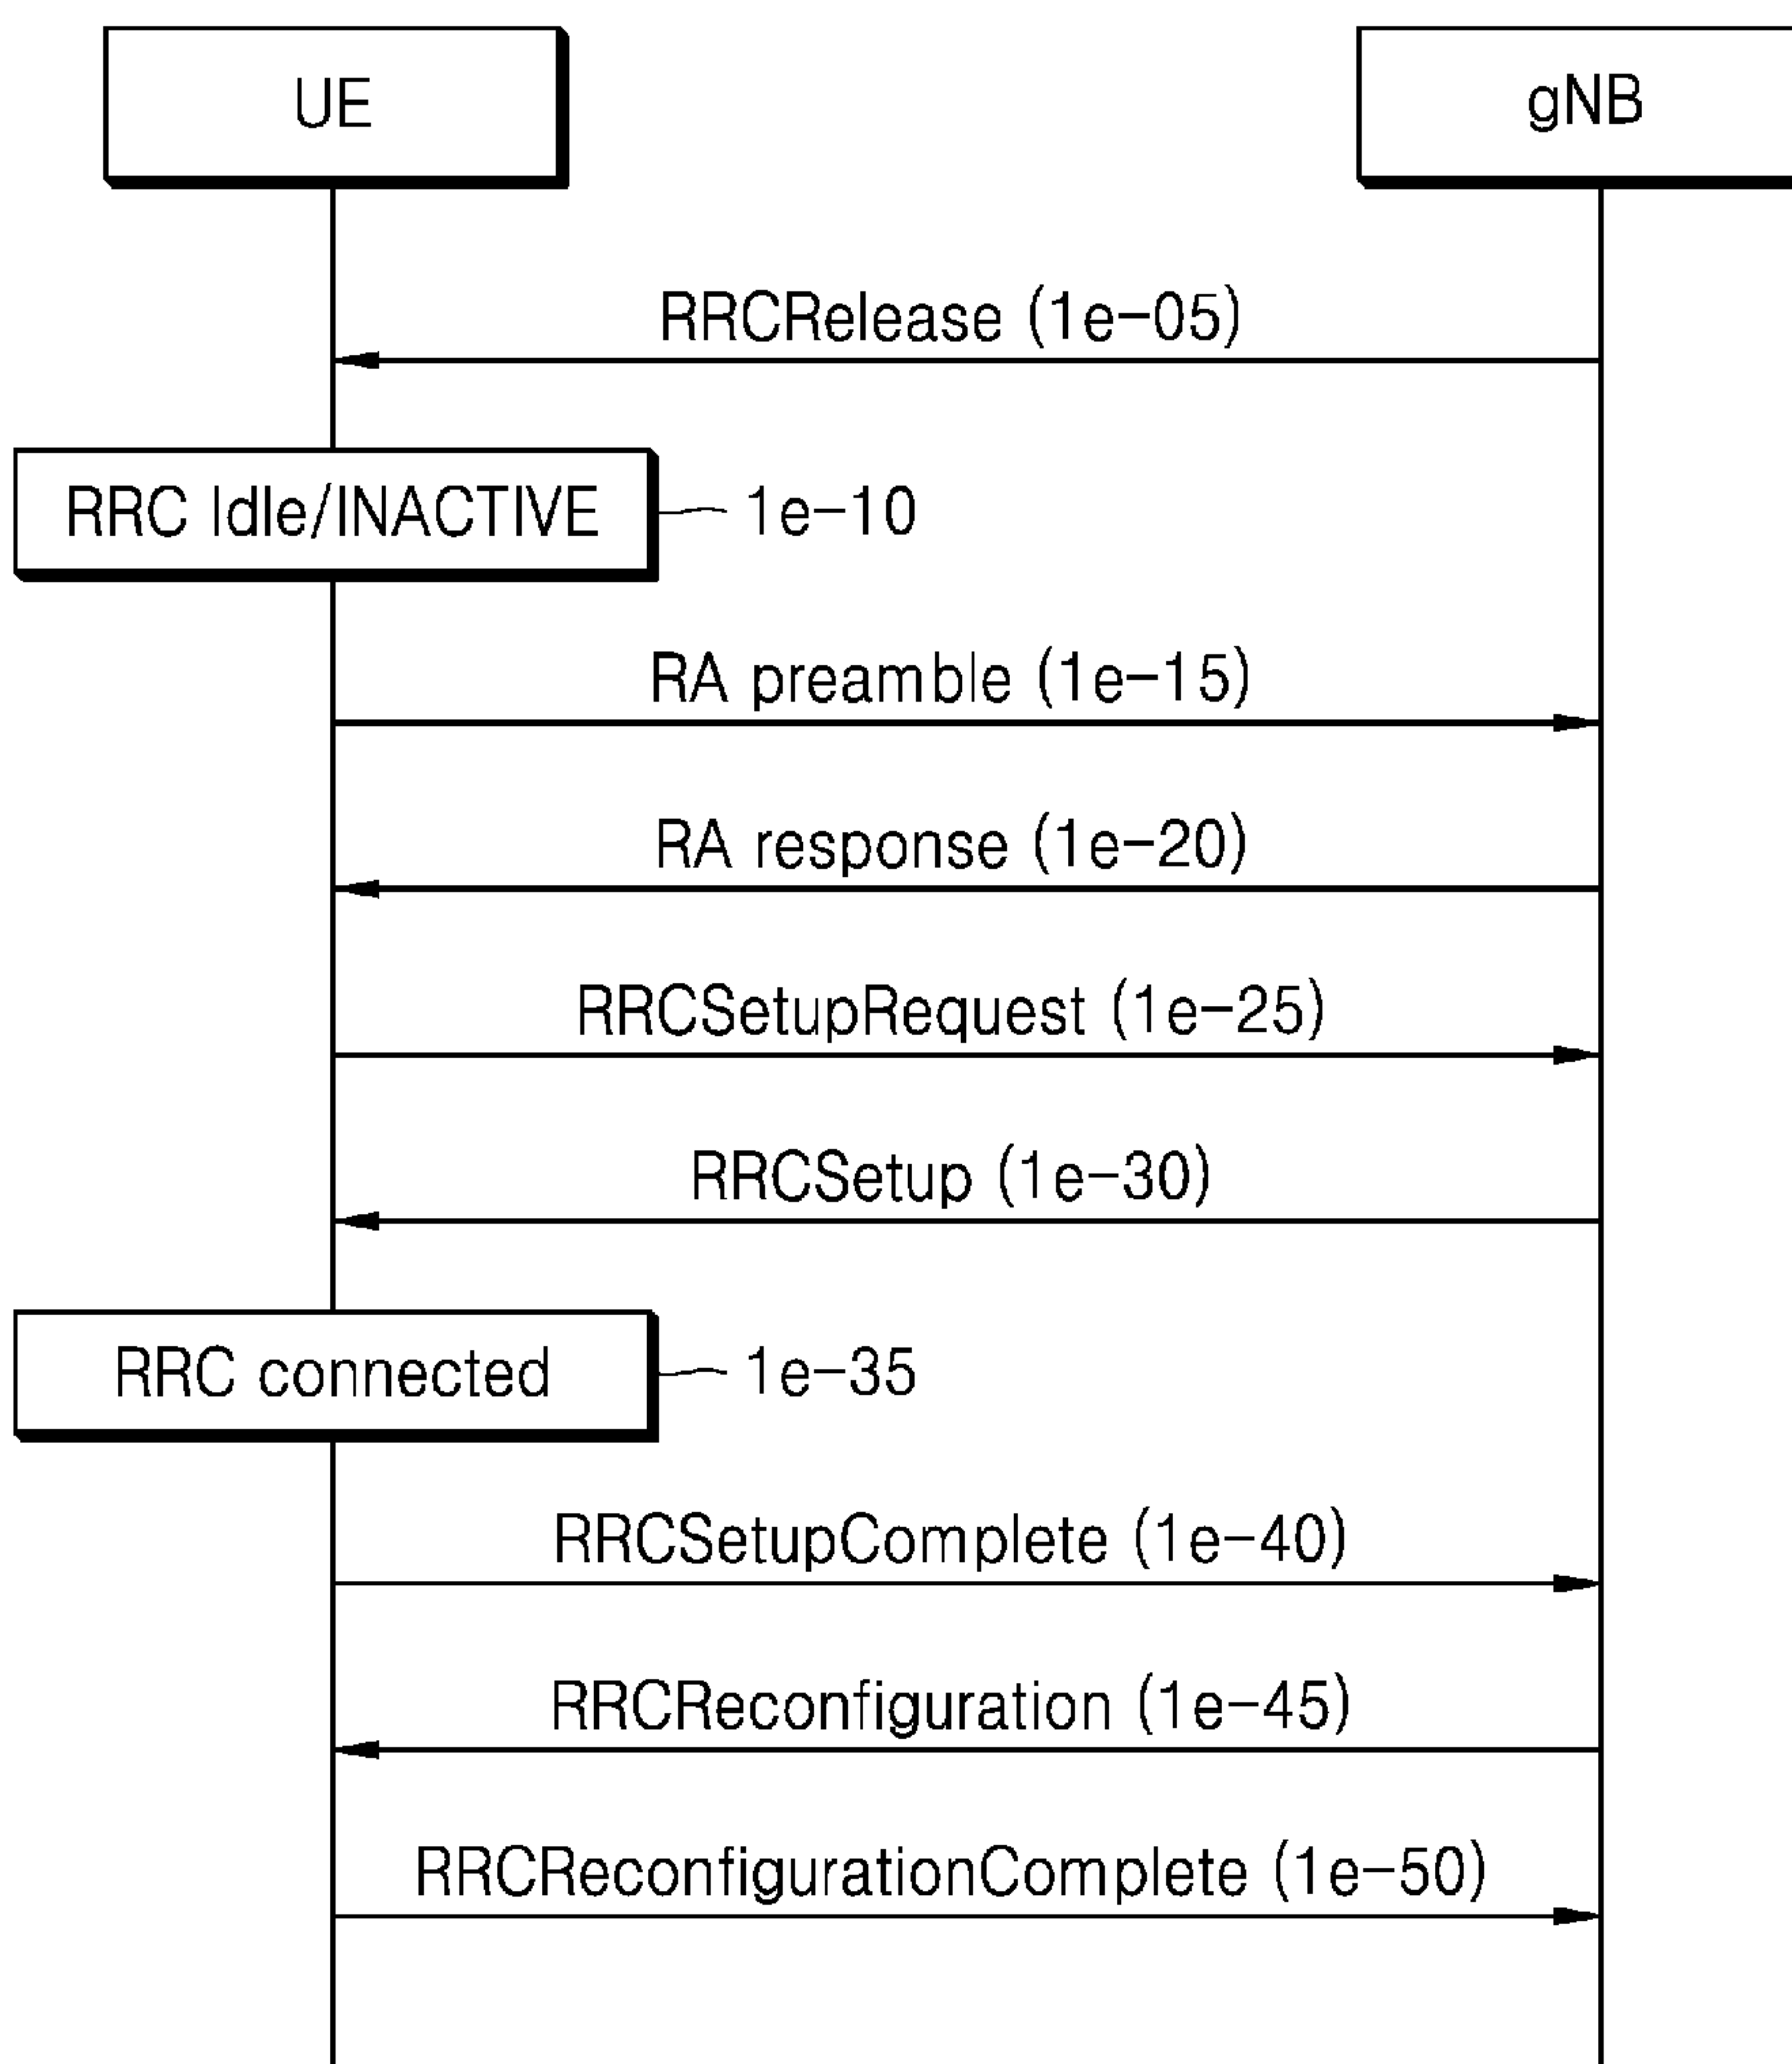 UE
gNB
RRCRelease (1e-05)
RRC Idle/INACTIVE
1e-10
RA preamble (1e-15)
RA response (1e-20)
RRCSetupRequest (1e-25)
RRCSetup (1e-30)
RRC connected
1e-35
RRCSetupComplete (1e-40)
RRCReconfiguration (1e-45)
RRCReconfigurationComplete (1e-50)